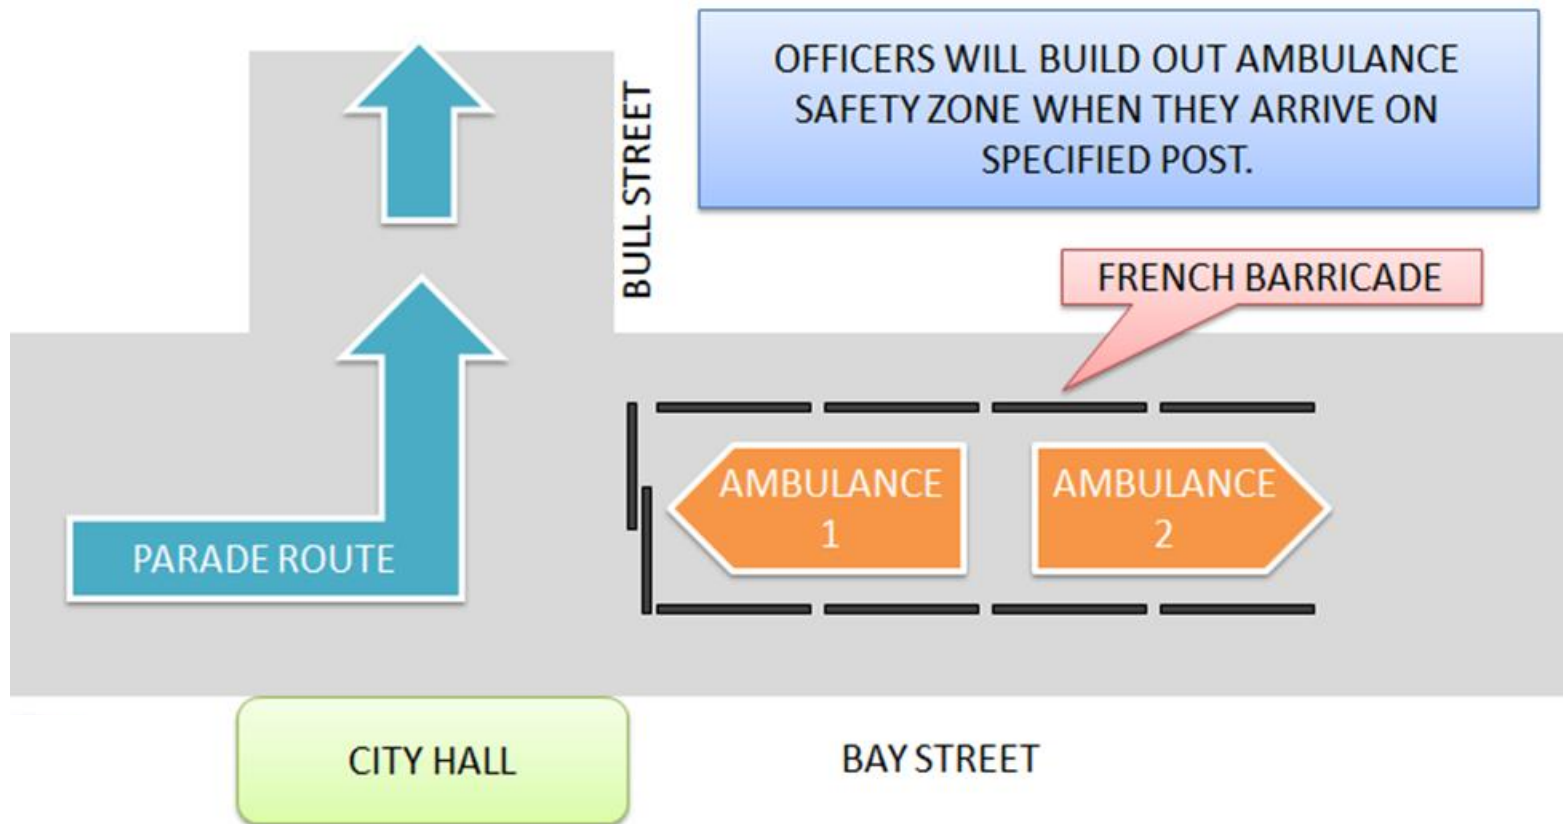 OFFICERS WILL BUILD OUT AMBULANCE
SAFETY ZONE WHEN THEY ARRIVE ON
SPECIFIED POST.
BULL STREET
FRENCH BARRICADE
AMBULANCE
1
AMBULANCE
2
PARADE ROUTE
CITY HALL
BAY STREET